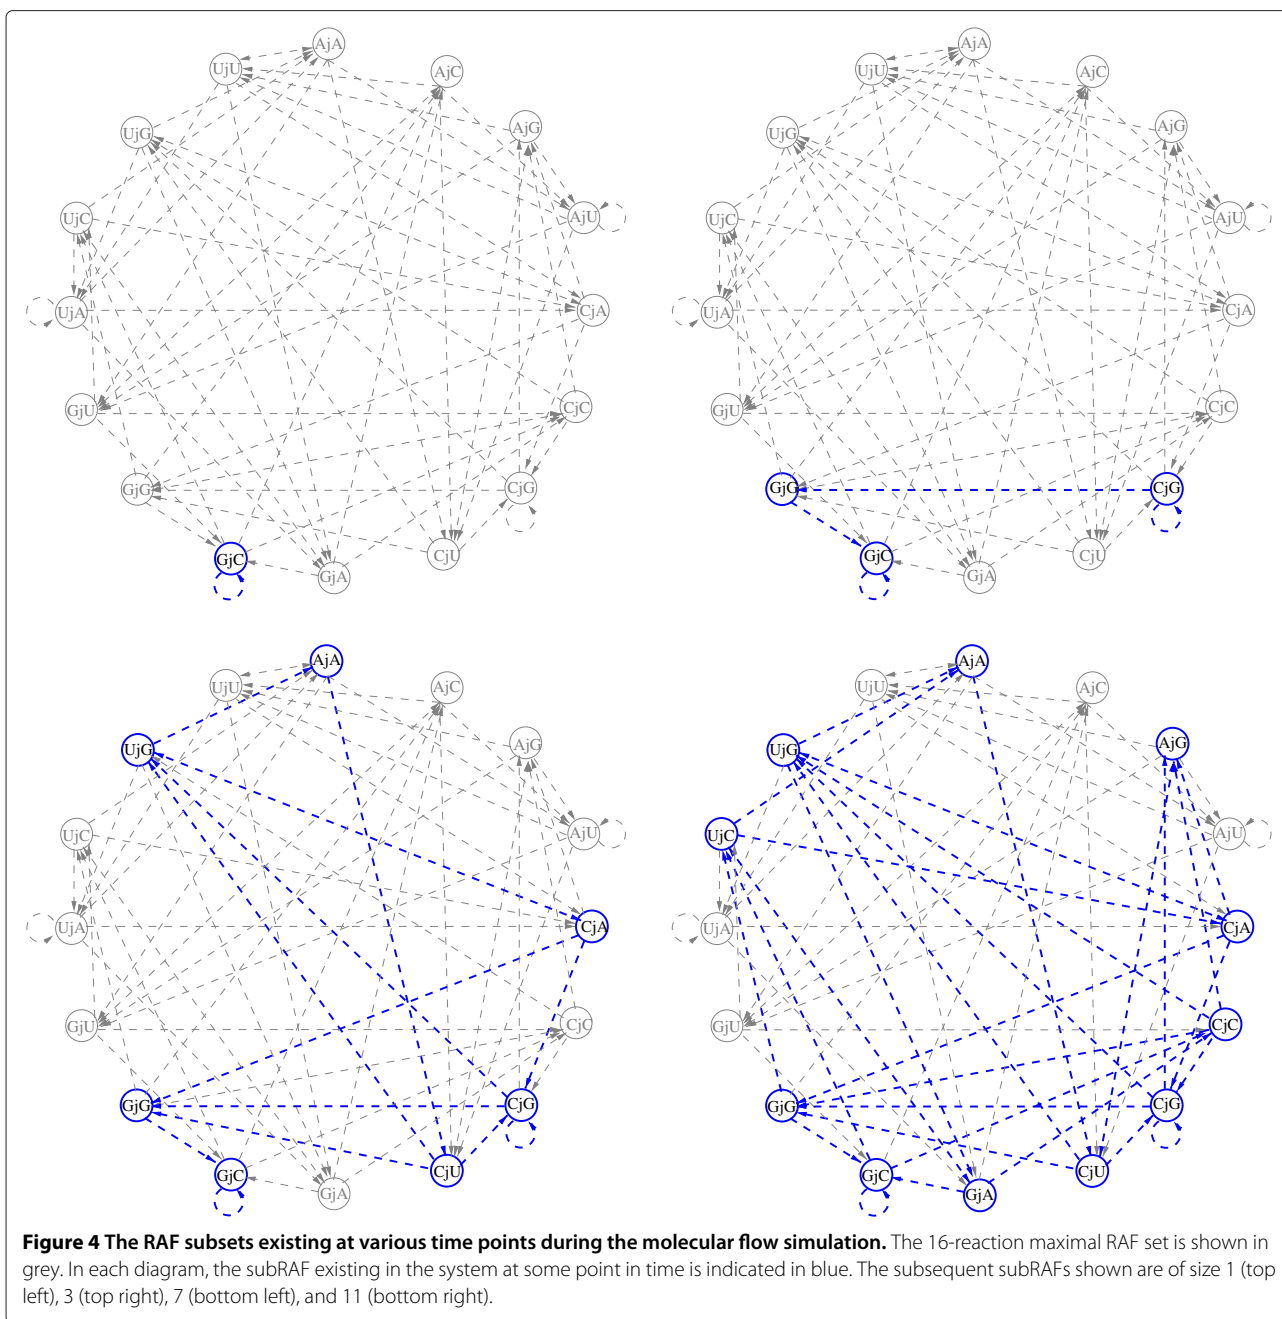 AjA
AjC
UjU
AjG
UjG
AjU
UjC
UjA
CjA
GjU
CjC
GjG
CjG
GjC
CjU
GjA
AjA
AjC
UjU
AjG
UjG
AjU
UjC
UjA
CjA
GjU
CjC
GjG
CjG
GjC
CjU
GjA
AjA
AjC
UjU
AjG
UjG
AjU
UjC
UjA
CjA
GjU
CjC
GjG
CjG
GjC
CjU
GjA
AjA
AjC
UjU
AjG
UjG
AjU
UjC
UjA
CjA
GjU
CjC
GjG
CjG
GjC
CjU
GjA
Figure 4 The RAF subsets existing at various time points during the molecular flow simulation. The 16-reaction maximal RAF set is shown in
grey. In each diagram, the subRAF existing in the system at some point in time is indicated in blue. The subsequent subRAFs shown are of size 1 (top
left), 3 (top right), 7 (bottom left), and 11 (bottom right).